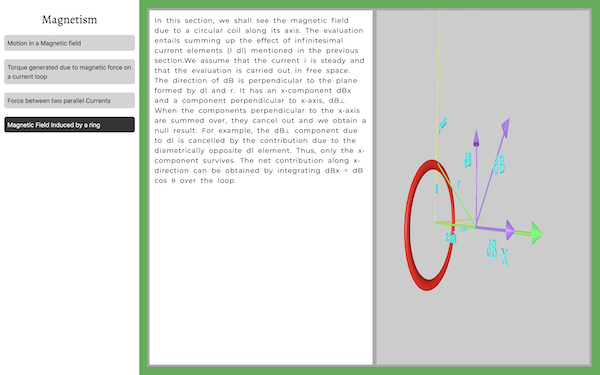 Magnetism
Motion in a Magnetic field
Torque generated due to magnetic force on
a current loop
Force between two parallel Currents
Magnetic Field Induced by a ring
In this section, we shall see the magnetic field
due to a circular coil along its axis. The evaluation
entails summing up the effect of infinitesimal
current elements (I dl) mentioned in the previous
section.We assume that the current i is steady and
that the evaluation is carried out in free space.
The direction of dB is perpendicular to the plane
formed by dl and r. It has an x-component dBx
and a component perpendicular to x-axis, dB⊥.
When the components perpendicular to the x-axis
are summed over, they cancel out and we obtain a
null result. For example, the dB⊥ component due
to dl is cancelled by the contribution due to the
diametrically opposite dl element. Thus, only the x-
component survives. The net contribution along x-
direction can be obtained by integrating dBx = dB
cos θ over the loop.
dB
dB
r
dB X